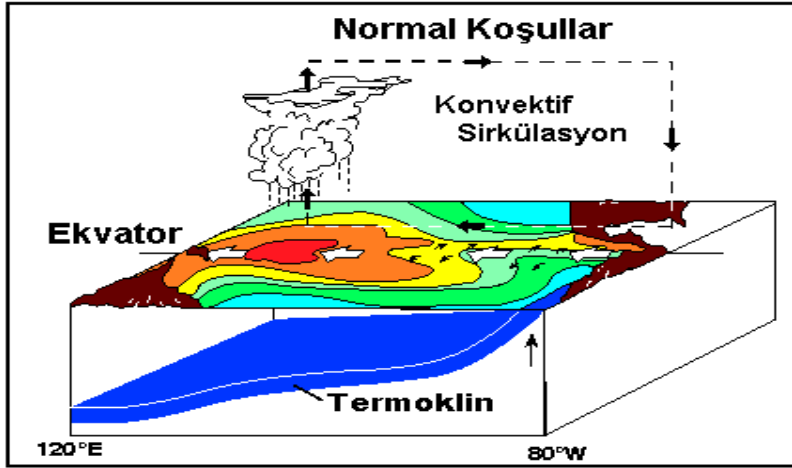 Normal Koşullar
Konvektif
Sirkülasyon
Ekvator
Termoklin
120°E
80°W